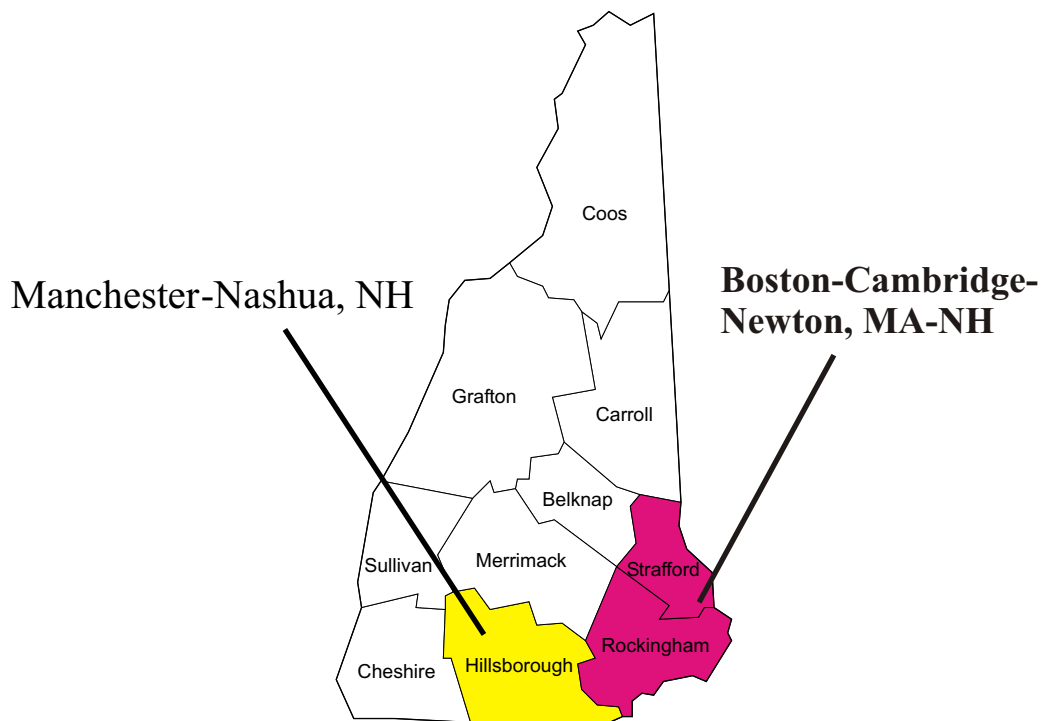 Coos
Manchester-Nashua, NH
Boston-Cambridge-
Newton, MA-NH
Grafton
Carroll
Belknap
Sullivan
Merrimack
Strafford
Cheshire
Hillsborough
Rockingham